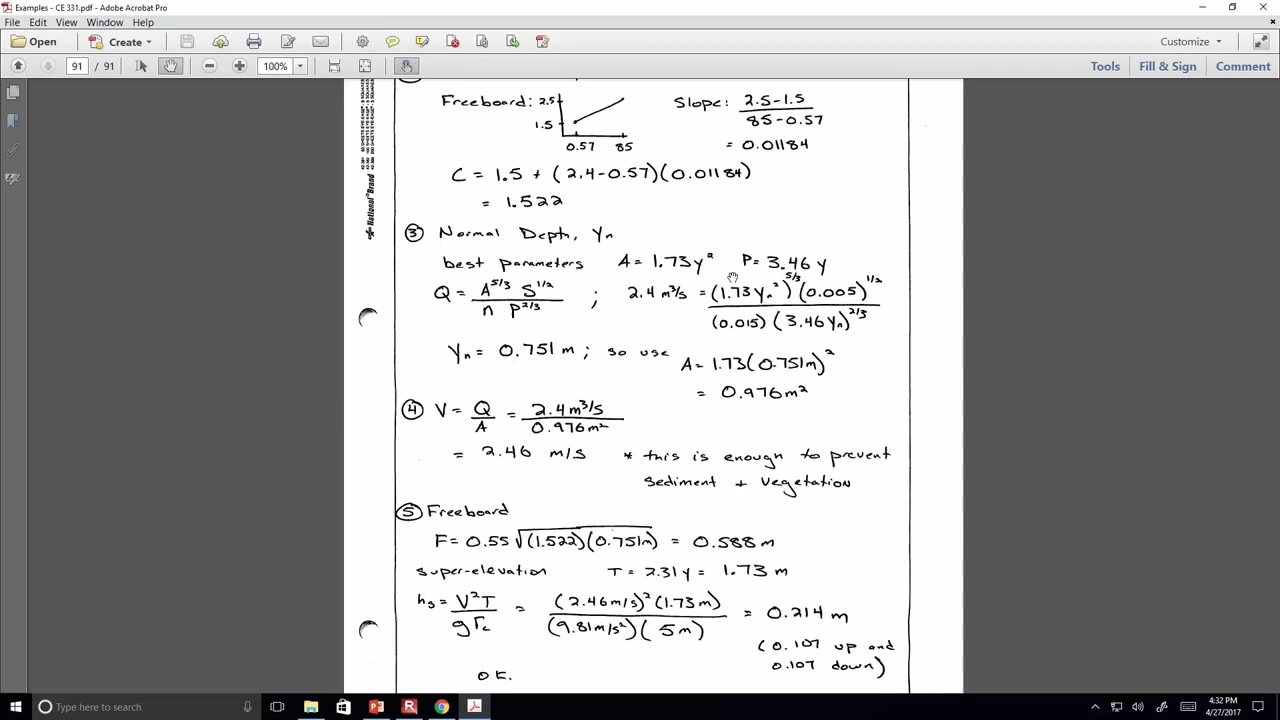 Examples - CE 331.pdf - Adobe Acrobat Pro
File Edit View Window Help
Open Create Customize
91 / 91 100% Tools Fill & Sign Comment
National Brand
Freeboard: 2.5 1.5 0.57 85
Slope: (2.5-1.5)/(85-0.57)
= 0.01184
C = 1.5 + (2.4-0.57)(0.01184)
= 1.522
③ Normal Depth, Yn
best parameters A = 1.73y² P = 3.46 y
Q = A^5/3 S^1/2 / n P^2/3 ; 2.4 m³/s = (1.73 Yn²)^5/3 (0.005)^1/2 / (0.015) (3.46 Yn)^2/3
Yn = 0.751 m ; so use A = 1.73(0.751m)²
= 0.976 m²
④ V = Q/A = 2.4 m³/s / 0.976 m²
= 2.46 m/s * this is enough to prevent
sediment + vegetation
⑤ Freeboard
F = 0.55 √(1.522)(0.751m) = 0.588 m
super-elevation T = 2.31 y = 1.73 m
hs = V²T / g rc = (2.46 m/s)² (1.73 m) / (9.81 m/s²)(5 m) = 0.214 m
(0.107 up and
0.107 down)
OK.
Type here to search
4:32 PM
4/27/2017